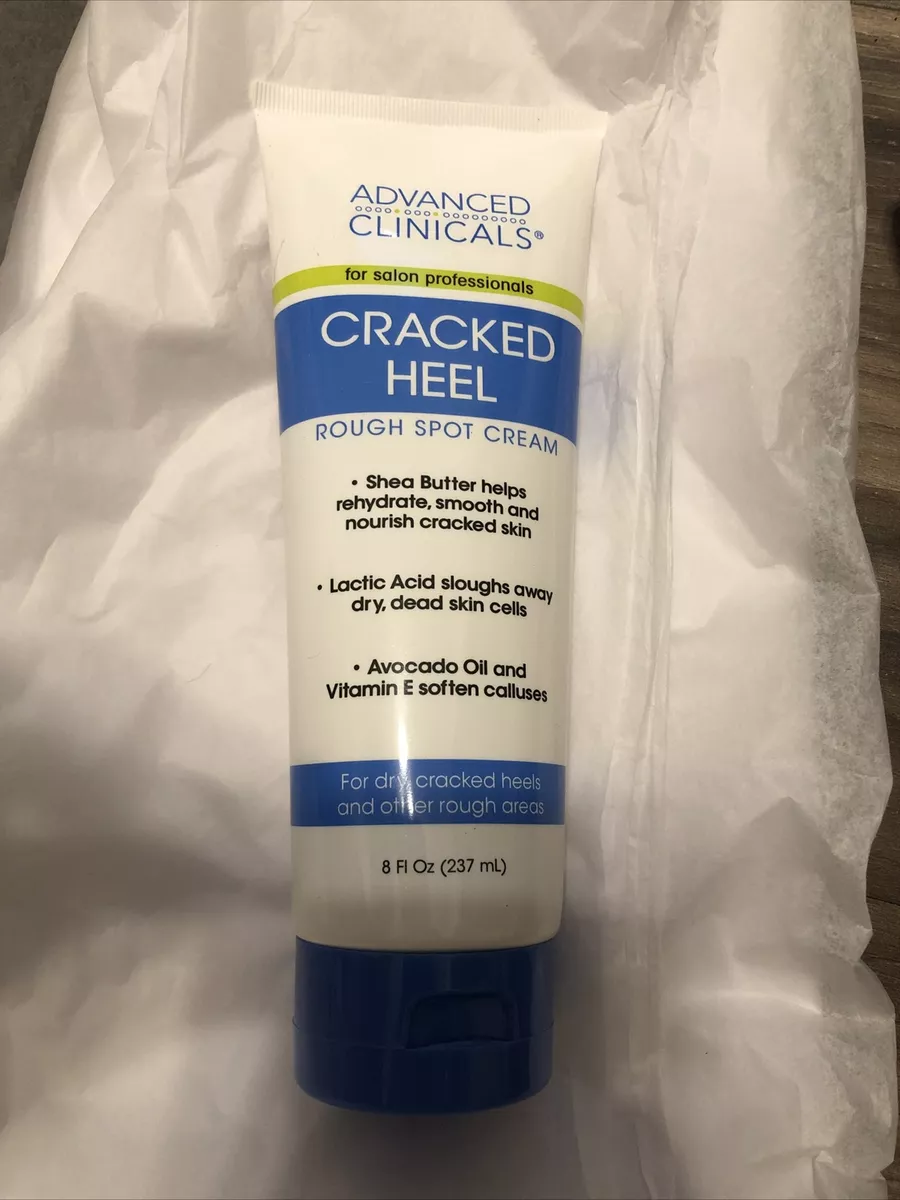 ADVANCED
CLINICALS®
for salon professionals
CRACKED
HEEL
ROUGH SPOT CREAM
• Shea Butter helps
rehydrate, smooth and
nourish cracked skin
• Lactic Acid sloughs away
dry, dead skin cells
• Avocado Oil and
Vitamin E soften calluses
For dry, cracked heels
and other rough areas
8 Fl Oz (237 mL)